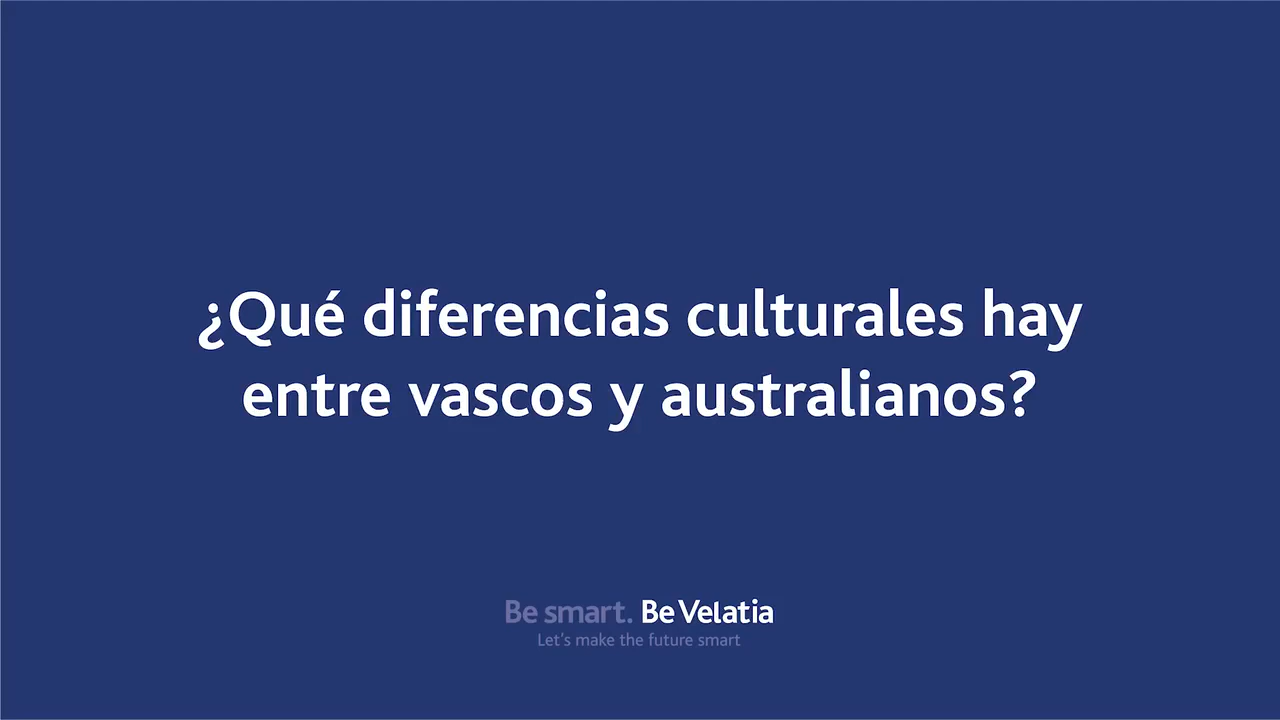 ¿Qué diferencias culturales hay
entre vascos y australianos?
Be smart. Be Velatia
Let's make the future smart